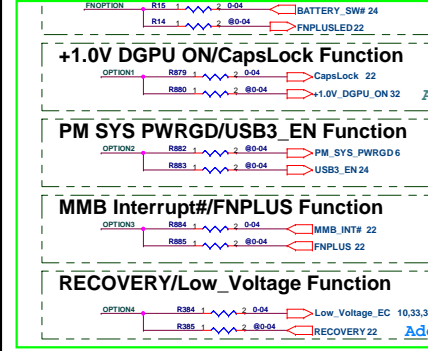 FNOPTION R15 1 2 0-04 BATTERY_SW# 24
R14 1 2 @0-04 FNPLUSLED 22
+1.0V DGPU ON/CapsLock Function
OPTION1 R879 1 2 0-04 CapsLock 22
R880 1 2 @0-04 +1.0V_DGPU_ON 32
PM SYS PWRGD/USB3_EN Function
OPTION2 R882 1 2 @0-04 PM_SYS_PWRGD 6
R883 1 2 @0-04 USB3_EN 24
MMB Interrupt#/FNPLUS Function
OPTION3 R884 1 2 0-04 MMB_INT# 22
R885 1 2 @0-04 FNPLUS 22
RECOVERY/Low_Voltage Function
OPTION4 R384 1 2 0-04 Low_Voltage_EC 10,33,3
R385 1 2 @0-04 RECOVERY 22 Ad